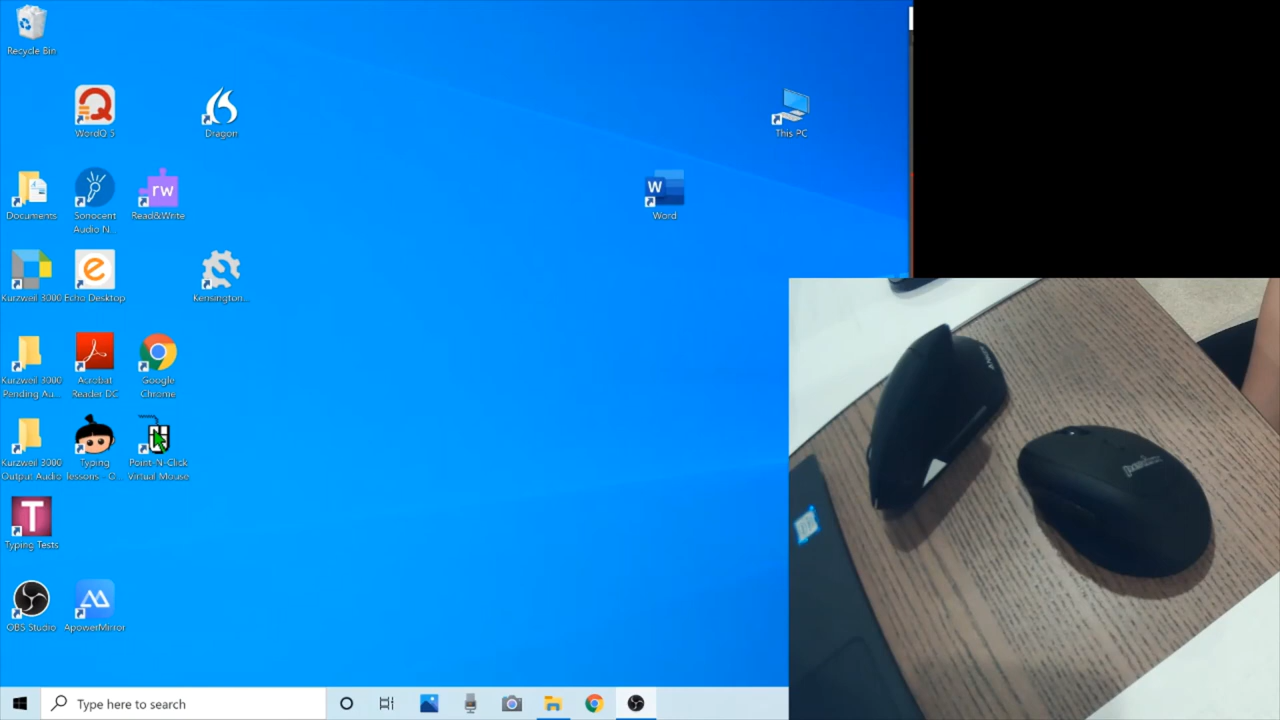 Recycle Bin
WordQ 5
Dragon
This PC
Documents
Sonocent
Audio N...
rw
Read&Write
W
Word
Kurzweil 3000
e
Echo Desktop
Kensington...
Kurzweil 3000
Pending Au...
Acrobat
Reader DC
Google
Chrome
Kurzweil 3000
Output Audio
Typing
lessons - O...
Point-N-Click
Virtual Mouse
T
Typing Tests
OBS Studio
ApowerMirror
Type here to search